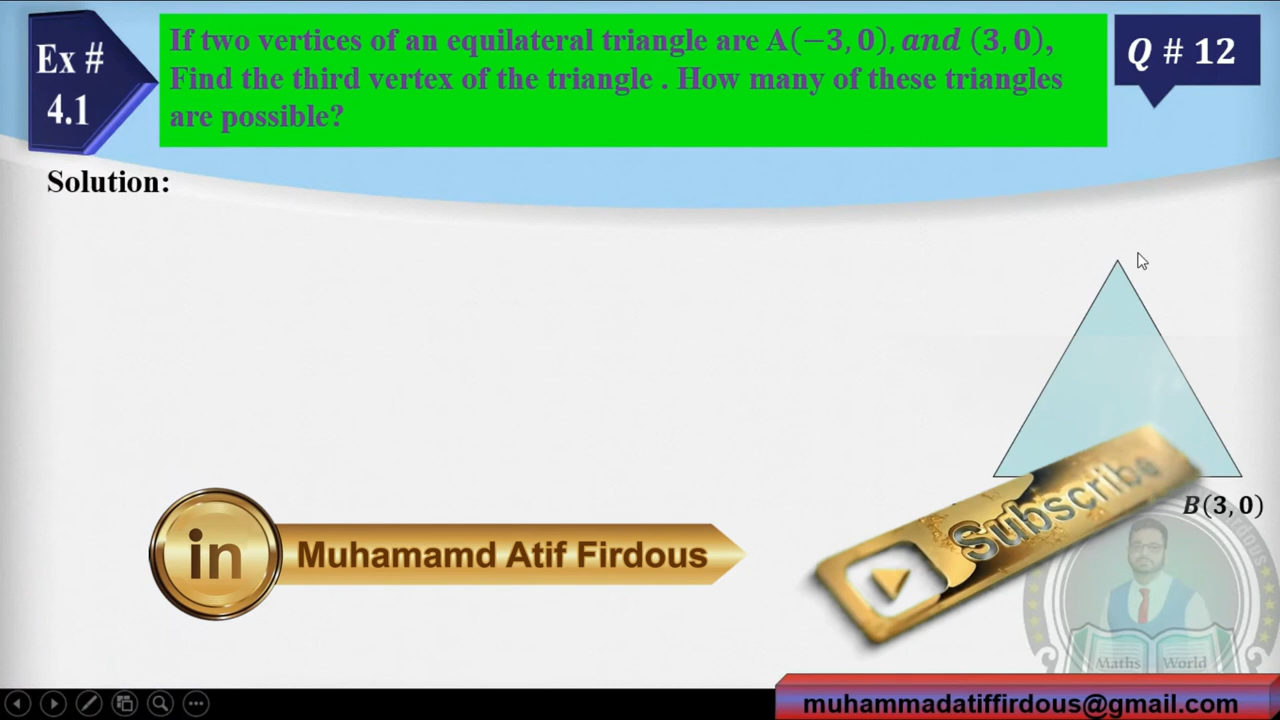 Ex #
4.1
If two vertices of an equilateral triangle are A(−3, 0), and (3, 0),
Find the third vertex of the triangle . How many of these triangles
are possible?
Q # 12
Solution:
B(3, 0)
in Muhamamd Atif Firdous
Subscribe
Maths World
muhammadatiffirdous@gmail.com